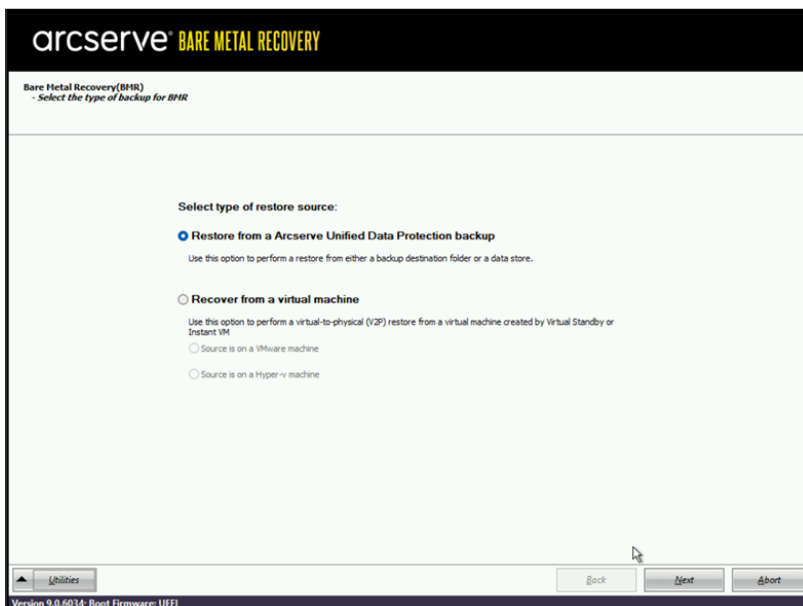 arcserve® BARE METAL RECOVERY
Bare Metal Recovery(BMR)
- Select the type of backup for BMR
Select type of restore source:
Restore from a Arcserve Unified Data Protection backup
Use this option to perform a restore from either a backup destination folder or a data store.
Recover from a virtual machine
Use this option to perform a virtual-to-physical (V2P) restore from a virtual machine created by Virtual Standby or
Instant VM
Source is on a VMware machine
Source is on a Hyper-v machine
Utilities Back Next Abort
Version 9.0.6034; Boot Firmware: UEFI